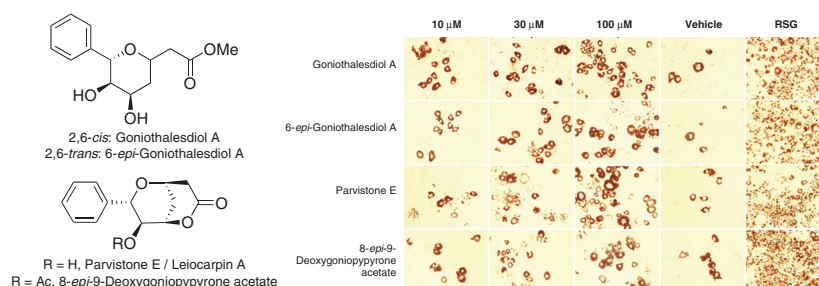 O
O
OMe
HO
OH
2,6-cis: Goniothalesdiol A
2,6-trans: 6-epi-Goniothalesdiol A
O
O
O
RO
R = H, Parvistone E / Leiocarpin A
R = Ac, 8-epi-9-Deoxygoniopypyrone acetate
10 µM 30 µM 100 µM Vehicle RSG
Goniothalesdiol A
6-epi-Goniothalesdiol A
Parvistone E
8-epi-9-
Deoxygoniopypyrone
acetate